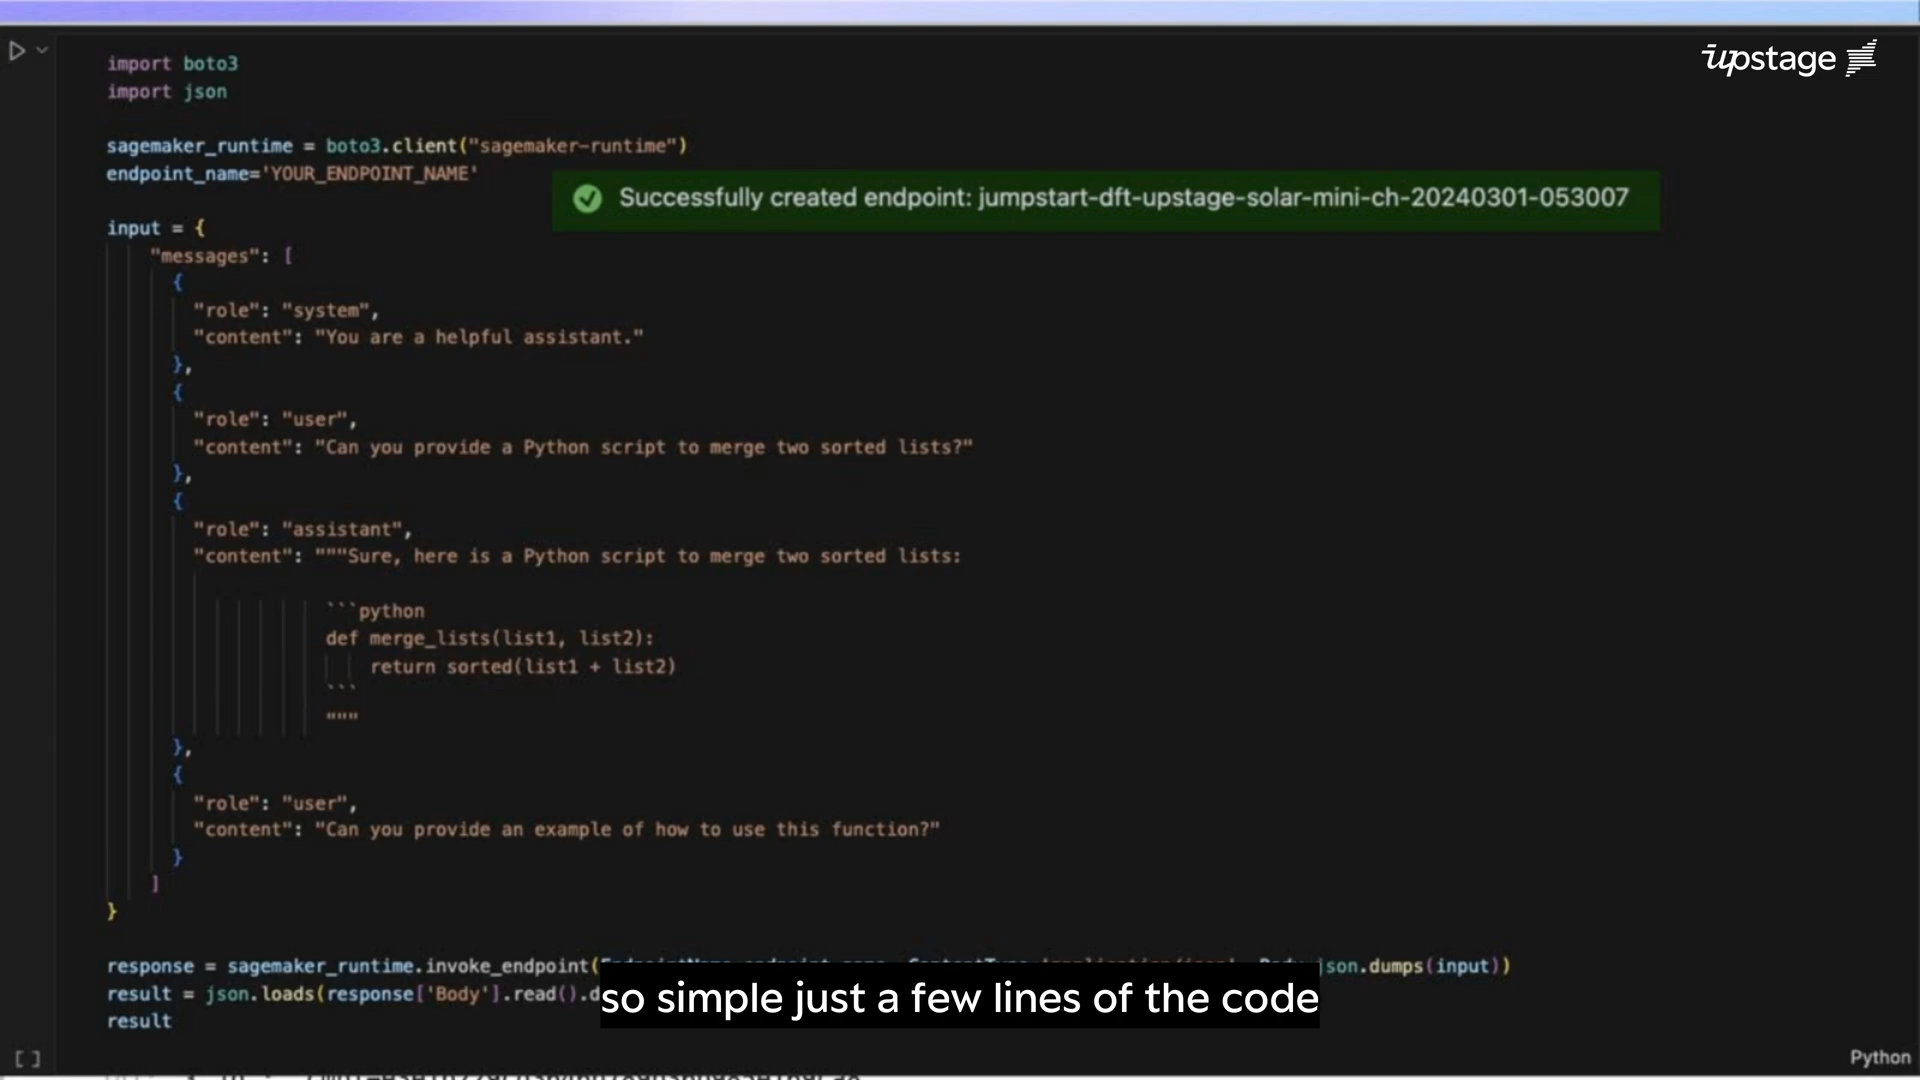 upstage
import boto3
import json
sagemaker_runtime = boto3.client("sagemaker-runtime")
endpoint_name='YOUR_ENDPOINT_NAME'
Successfully created endpoint: jumpstart-dft-upstage-solar-mini-ch-20240301-053007
input = {
"messages": [
{
"role": "system",
"content": "You are a helpful assistant."
},
{
"role": "user",
"content": "Can you provide a Python script to merge two sorted lists?"
},
{
"role": "assistant",
"content": """Sure, here is a Python script to merge two sorted lists:
```python
def merge_lists(list1, list2):
return sorted(list1 + list2)
```
"""
},
{
"role": "user",
"content": "Can you provide an example of how to use this function?"
}
]
}
response = sagemaker_runtime.invoke_endpoint( json.dumps(input))
result = json.loads(response['Body'].read().d
result
so simple just a few lines of the code
[ ]
Python